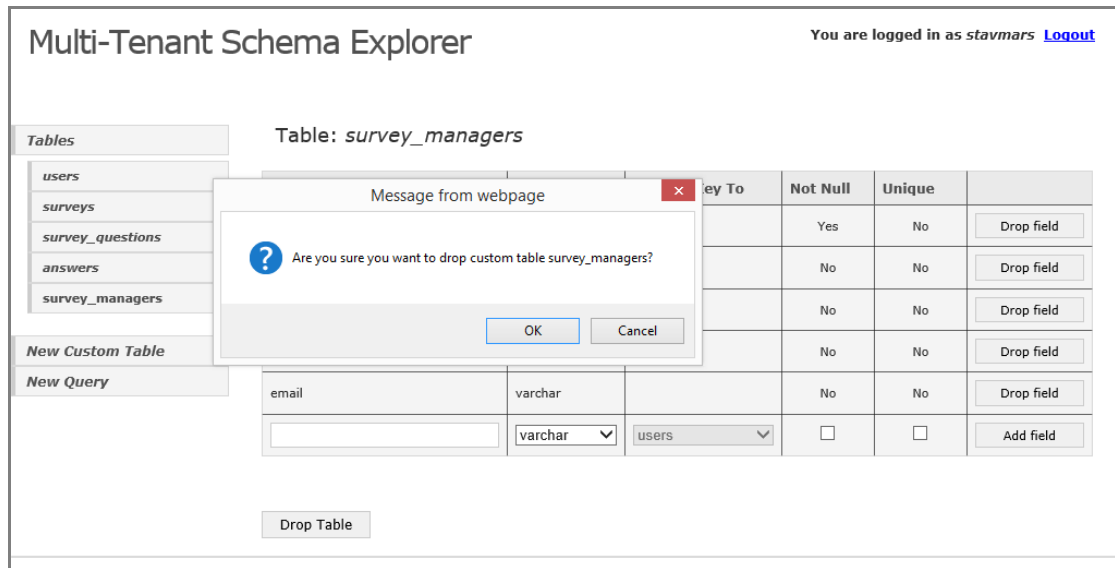 Multi-Tenant Schema Explorer
You are logged in as stavmars Logout
Tables
users
surveys
survey_questions
answers
survey_managers
New Custom Table
New Query
Table: survey_managers
ey To Not Null Unique
Yes No Drop field
No No Drop field
No No Drop field
No No Drop field
email varchar No No Drop field
varchar users Add field
Drop Table
Message from webpage
Are you sure you want to drop custom table survey_managers?
OK Cancel